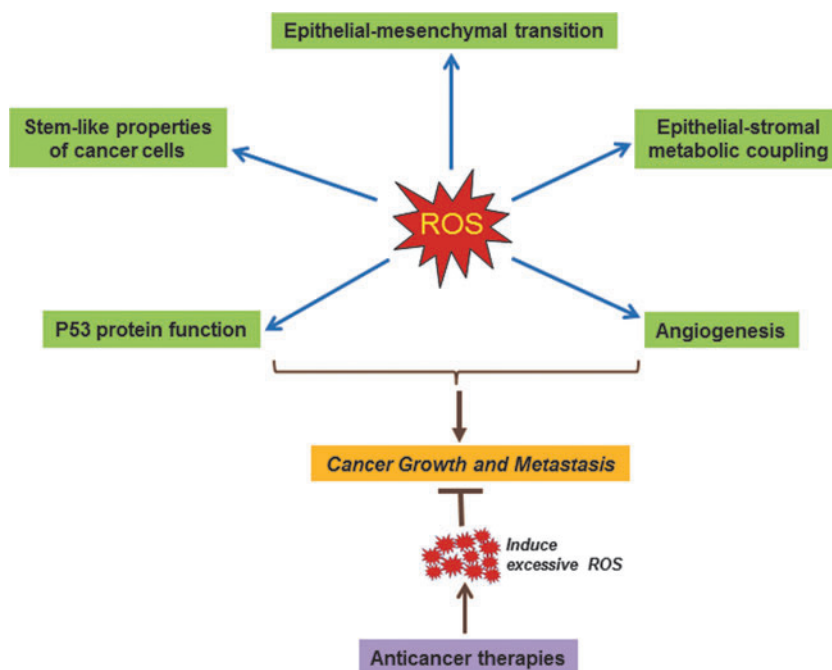 Epithelial-mesenchymal transition
Stem-like properties
of cancer cells
Epithelial-stromal
metabolic coupling
ROS
P53 protein function
Angiogenesis
Cancer Growth and Metastasis
Induce
excessive ROS
Anticancer therapies